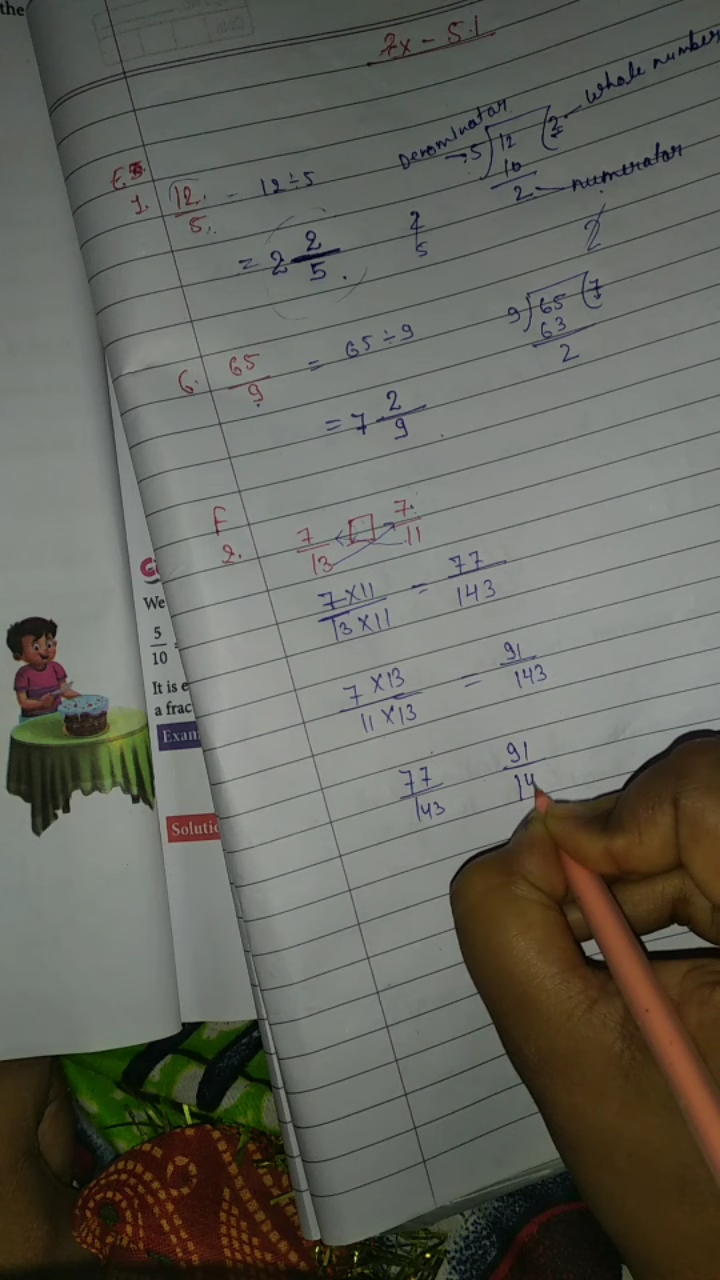 the
Ex - 5.1
E.
1. 12/5 = 12÷5
Denominator → 5)12(2 — Whole number
10
2 — numerator
= 2 2/5. 2/5
6. 65/9 = 65÷9
9)65(7
63
2
= 7 2/9.
F
2. 7/13 □ 7/11
7×11/13×11 = 77/143
7×13/11×13 = 91/143
77/143 91/14
We
5/10 =
It is e
a frac
Exam
Solutio